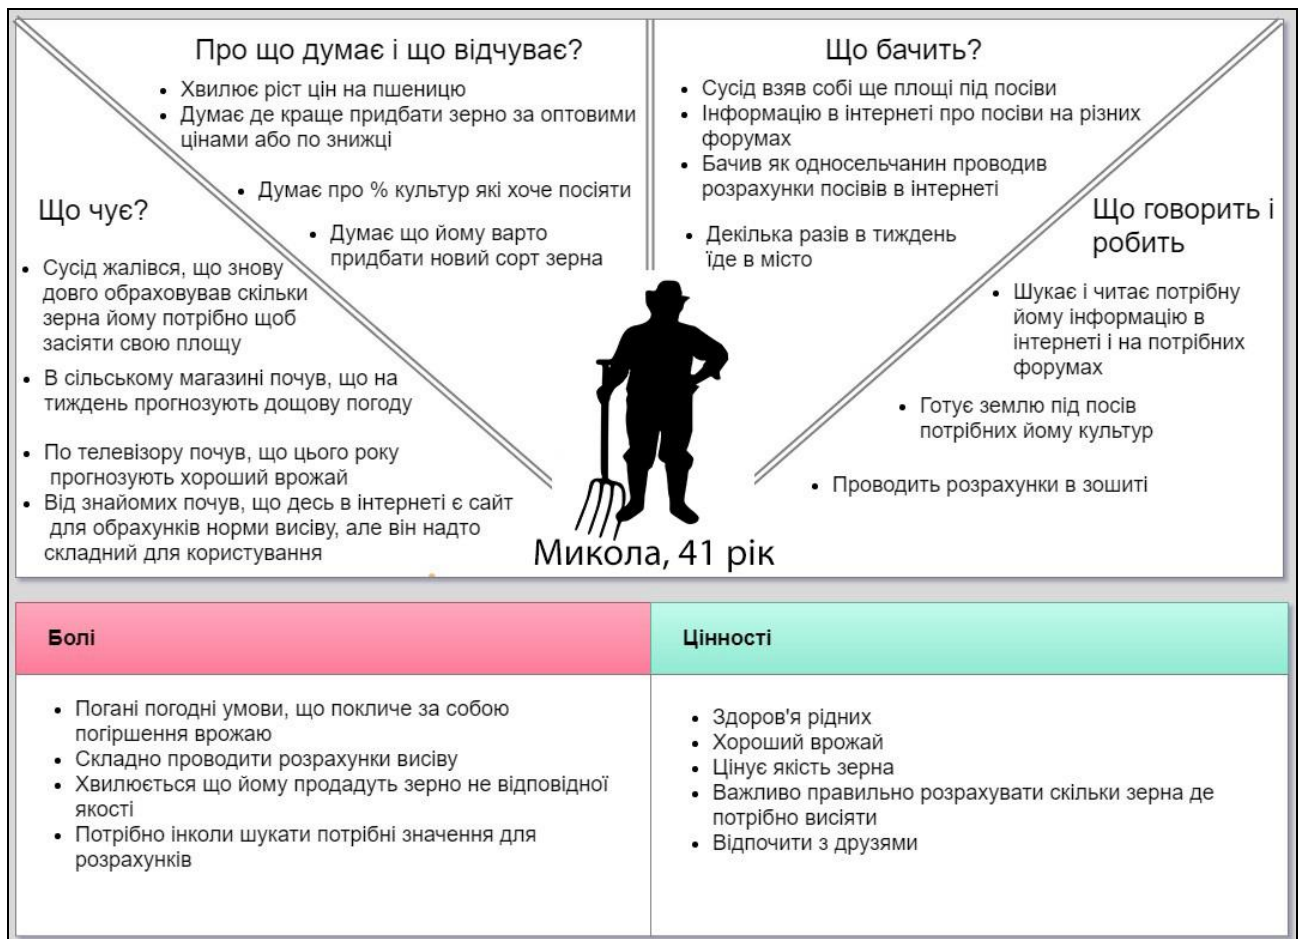 Про що думає і що відчуває?
Хвилює ріст цін на пшеницю
Думає де краще придбати зерно за оптовими
цінами або по знижці
Думає про % культур які хоче посіяти
Думає що йому варто
придбати новий сорт зерна
Що бачить?
Сусід взяв собі ще площі під посіви
Інформацію в інтернеті про посіви на різних
форумах
Бачив як односельчанин проводив
розрахунки посівів в інтернеті
Декілька разів в тиждень
їде в місто
Що чує?
Сусід жалівся, що знову
довго обраховував скільки
зерна йому потрібно щоб
засіяти свою площу
В сільському магазині почув, що на
тиждень прогнозують дощову погоду
По телевізору почув, що цього року
прогнозують хороший врожай
Від знайомих почув, що десь в інтернеті є сайт
для обрахунків норми висіву, але він надто
складний для користування
Що говорить і
робить
Шукає і читає потрібну
йому інформацію в
інтернеті і на потрібних
форумах
Готує землю під посів
потрібних йому культур
Проводить розрахунки в зошиті
Микола, 41 рік
Болі
Погані погодні умови, що покличе за собою
погіршення врожаю
Складно проводити розрахунки висіву
Хвилюється що йому продадуть зерно не відповідної
якості
Потрібно інколи шукати потрібні значення для
розрахунків
Цінності
Здоров'я рідних
Хороший врожай
Цінує якість зерна
Важливо правильно розрахувати скільки зерна де
потрібно висіяти
Відпочити з друзями